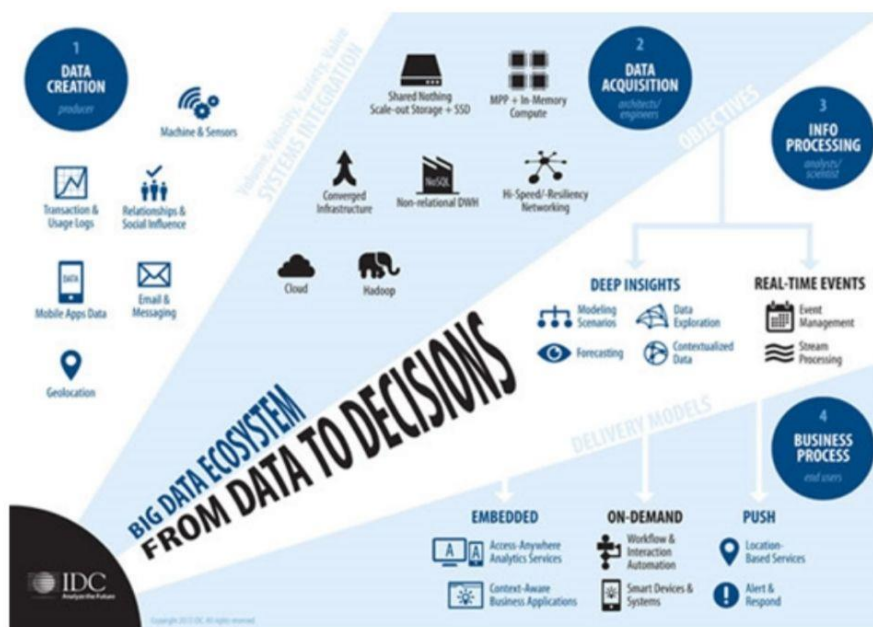 1
DATA
CREATION
producer
Machine & Sensors
Transaction &
Usage Logs
Relationships &
Social Influence
DATA
Mobile Apps Data
Email &
Messaging
Geolocation
Volume, Velocity, Variety, Value
SYSTEMS INTEGRATION
Shared Nothing
Scale-out Storage + SSD
MPP + In-Memory
Compute
Converged
Infrastructure
NoSQL
Non-relational DWH
Hi-Speed/-Resiliency
Networking
Cloud
Hadoop
2
DATA
ACQUISITION
architects/
engineers
OBJECTIVES
3
INFO
PROCESSING
analysts/
scientist
DEEP INSIGHTS
Modeling
Scenarios
Data
Exploration
Forecasting
Contextualized
Data
REAL-TIME EVENTS
Event
Management
Stream
Processing
BIG DATA ECOSYSTEM
FROM DATA TO DECISIONS
DELIVERY MODELS
4
BUSINESS
PROCESS
end users
EMBEDDED
A
A
Access-Anywhere
Analytics Services
Context-Aware
Business Applications
ON-DEMAND
Workflow &
Interaction
Automation
Smart Devices &
Systems
PUSH
Location-
Based Services
Alert &
Respond
IDC
Analyze the Future
Copyright 2012 IDC. All rights reserved.